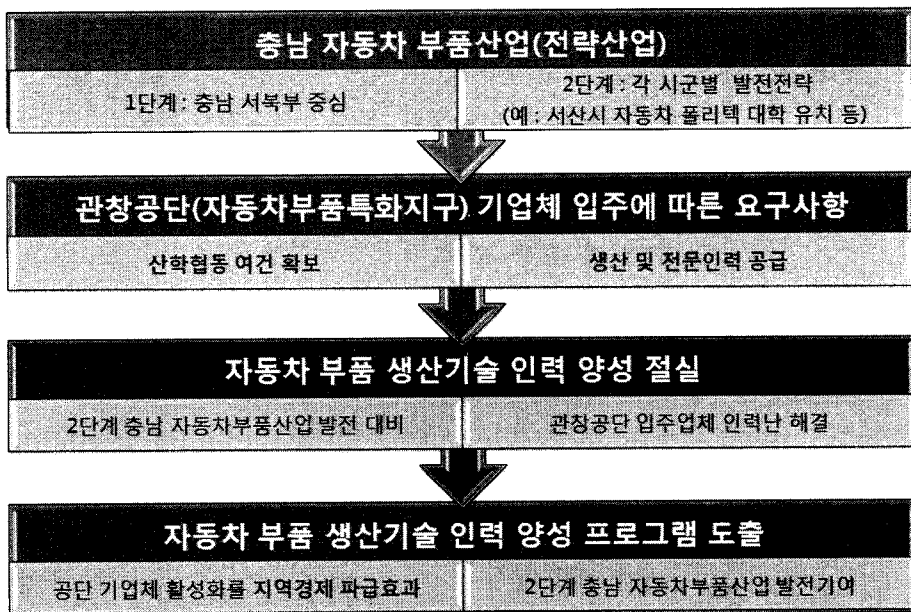 충남 자동차 부품산업(전략산업)
1단계 : 충남 서북부 중심
2단계 : 각 시군별 발전전략
(예 : 서산시 자동차 폴리텍 대학 유치 등)
관창공단(자동차부품특화지구) 기업체 입주에 따른 요구사항
산학협동 여건 확보
생산 및 전문인력 공급
자동차 부품 생산기술 인력 양성 절실
2단계 충남 자동차부품산업 발전 대비
관창공단 입주업체 인력난 해결
자동차 부품 생산기술 인력 양성 프로그램 도출
공단 기업체 활성화를 지역경제 파급효과
2단계 충남 자동차부품산업 발전기여